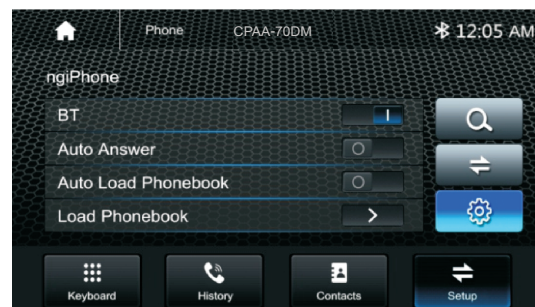 Phone CPAA-70DM 12:05 AM
ngiPhone
BT
Auto Answer
Auto Load Phonebook
Load Phonebook
Keyboard History Contacts Setup